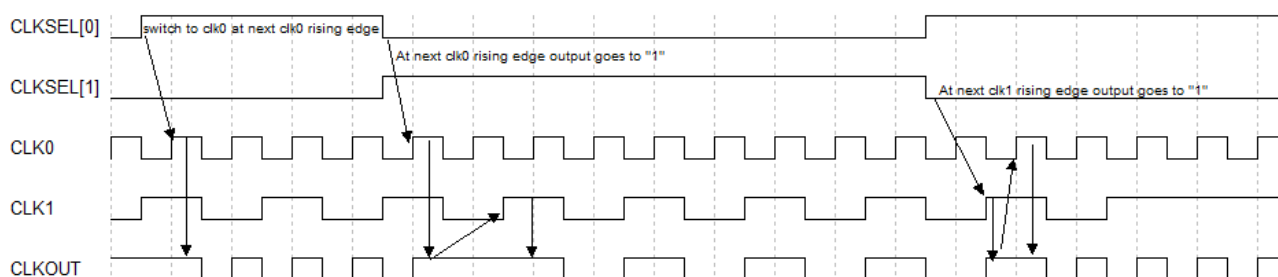 CLKSEL[0]
switch to clk0 at next clk0 rising edge
At next clk0 rising edge output goes to "1"
CLKSEL[1]
At next clk1 rising edge output goes to "1"
CLK0
CLK1
CLKOUT